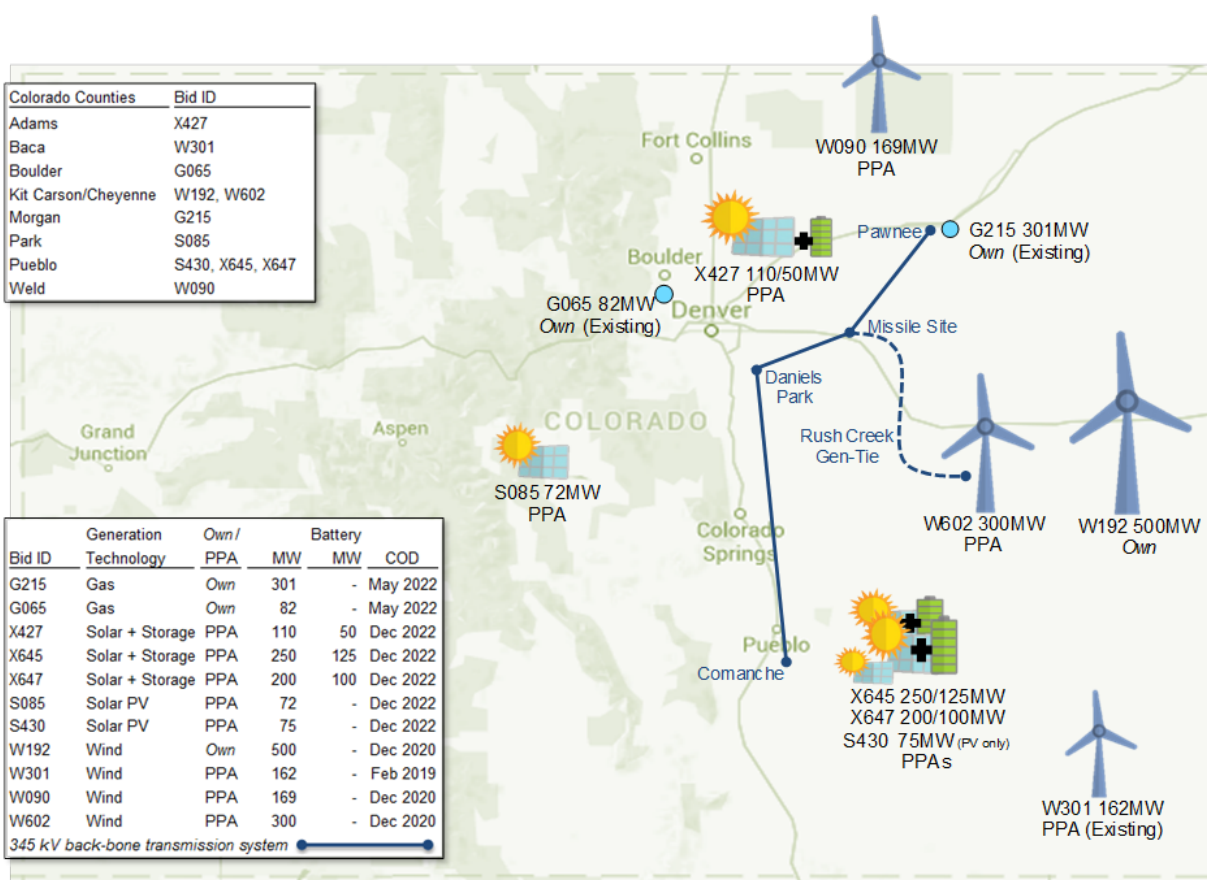 Colorado Counties Bid ID
Adams X427
Baca W301
Boulder G065
Kit Carson/Cheyenne W192, W602
Morgan G215
Park S085
Pueblo S430, X645, X647
Weld W090
W090 169MW
PPA
Fort Collins
Pawnee
G215 301MW
Own (Existing)
Boulder
X427 110/50MW
PPA
G065 82MW
Own (Existing)
Denver
Missile Site
Daniels
Park
COLORADO
Aspen
Grand
Junction
Rush Creek
Gen-Tie
S085 72MW
PPA
W602 300MW
PPA
W192 500MW
Own
Colorado
Springs
Pueblo
Comanche
X645 250/125MW
X647 200/100MW
S430 75MW (PV only)
PPAs
W301 162MW
PPA (Existing)
Generation Own / Battery
Bid ID Technology PPA MW MW COD
G215 Gas Own 301 - May 2022
G065 Gas Own 82 - May 2022
X427 Solar + Storage PPA 110 50 Dec 2022
X645 Solar + Storage PPA 250 125 Dec 2022
X647 Solar + Storage PPA 200 100 Dec 2022
S085 Solar PV PPA 72 - Dec 2022
S430 Solar PV PPA 75 - Dec 2022
W192 Wind Own 500 - Dec 2020
W301 Wind PPA 162 - Feb 2019
W090 Wind PPA 169 - Dec 2020
W602 Wind PPA 300 - Dec 2020
345 kV back-bone transmission system